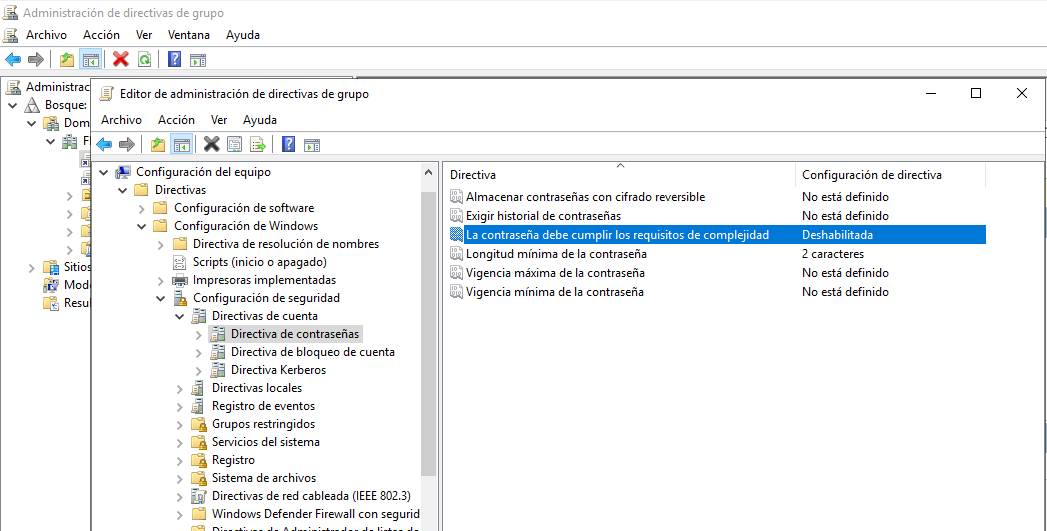 Administración de directivas de grupo
Archivo Acción Ver Ventana Ayuda
Administrac
Bosque:
Dom
F
Sitios
Mode
Resul
Editor de administración de directivas de grupo
Archivo Acción Ver Ayuda
Configuración del equipo
Directivas
Configuración de software
Configuración de Windows
Directiva de resolución de nombres
Scripts (inicio o apagado)
Impresoras implementadas
Configuración de seguridad
Directivas de cuenta
Directiva de contraseñas
Directiva de bloqueo de cuenta
Directiva Kerberos
Directivas locales
Registro de eventos
Grupos restringidos
Servicios del sistema
Registro
Sistema de archivos
Directivas de red cableada (IEEE 802.3)
Windows Defender Firewall con segurid
Directivas de Administrador de listas de
Directiva Configuración de directiva
Almacenar contraseñas con cifrado reversible No está definido
Exigir historial de contraseñas No está definido
La contraseña debe cumplir los requisitos de complejidad Deshabilitada
Longitud mínima de la contraseña 2 caracteres
Vigencia máxima de la contraseña No está definido
Vigencia mínima de la contraseña No está definido